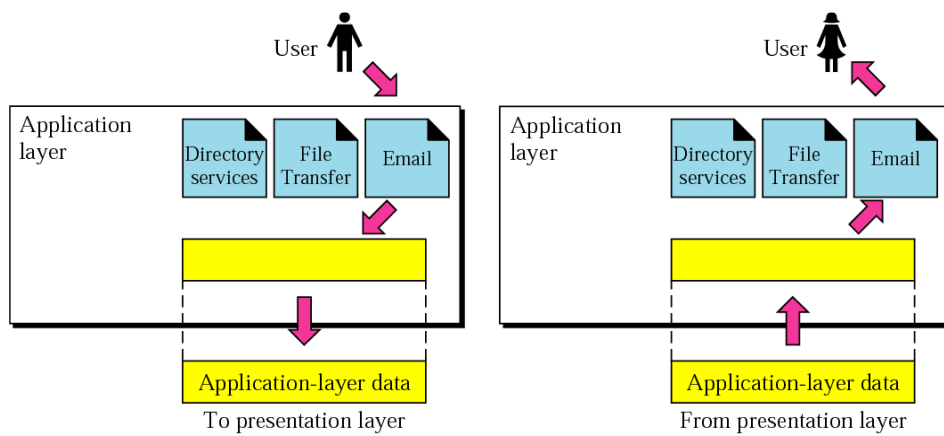 User
Application
layer
Directory
services
File
Transfer
Email
Application-layer data
To presentation layer
User
Application
layer
Directory
services
File
Transfer
Email
Application-layer data
From presentation layer